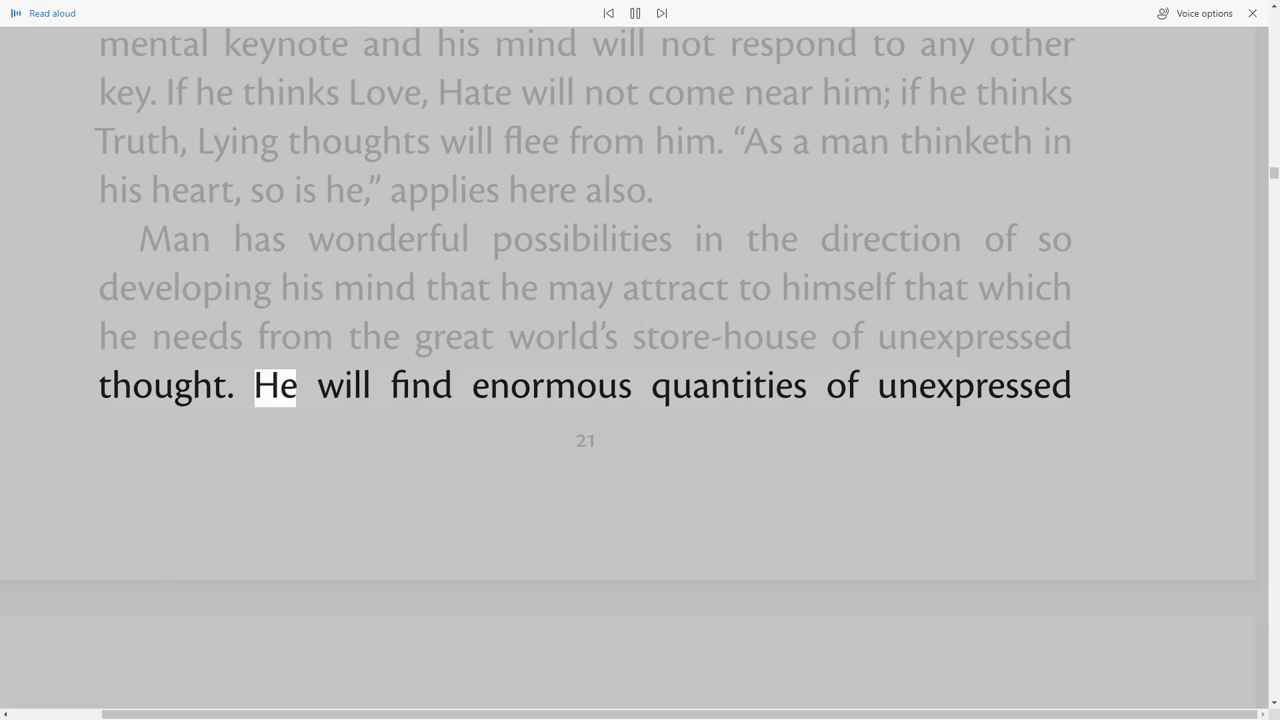 Read aloud
Voice options
mental keynote and his mind will not respond to any other
key. If he thinks Love, Hate will not come near him; if he thinks
Truth, Lying thoughts will flee from him. “As a man thinketh in
his heart, so is he,” applies here also.
Man has wonderful possibilities in the direction of so
developing his mind that he may attract to himself that which
he needs from the great world’s store-house of unexpressed
thought. He will find enormous quantities of unexpressed
21